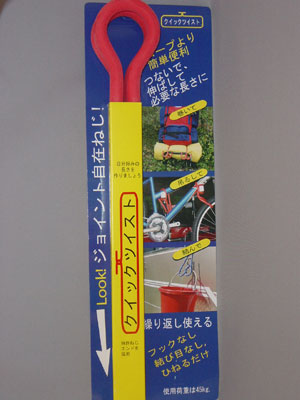 クイックツイスト
ープより
簡単便利
つないで、
伸ばして
必要な長さに
巻いて
吊るして
結んで
Look! ジョイント自在ねじ!
クイックツイスト
繰り返し使える
フックなし
結び目なし、
ひねるだけ
使用荷重は45kg.